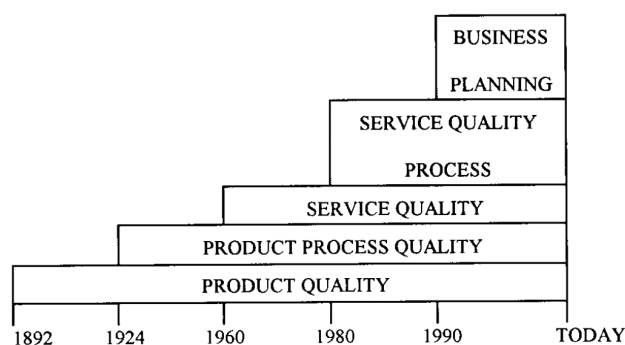 BUSINESS
PLANNING
SERVICE QUALITY
PROCESS
SERVICE QUALITY
PRODUCT PROCESS QUALITY
PRODUCT QUALITY
1892 1924 1960 1980 1990 TODAY